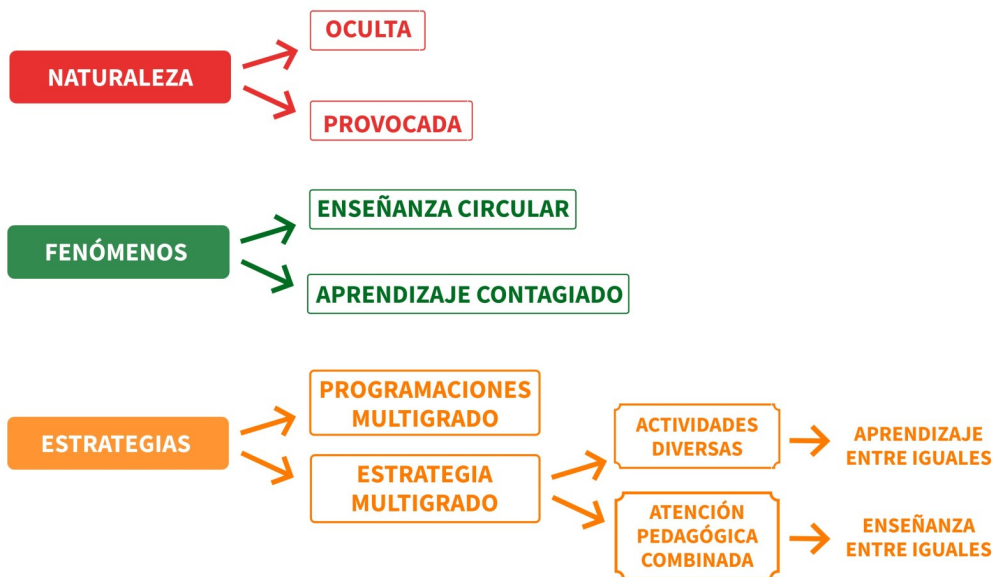 NATURALEZA
OCULTA
PROVOCADA
FENÓMENOS
ENSEÑANZA CIRCULAR
APRENDIZAJE CONTAGIADO
ESTRATEGIAS
PROGRAMACIONES
MULTIGRADO
ESTRATEGIA
MULTIGRADO
ACTIVIDADES
DIVERSAS
APRENDIZAJE
ENTRE IGUALES
ATENCIÓN
PEDAGÓGICA
COMBINADA
ENSEÑANZA
ENTRE IGUALES